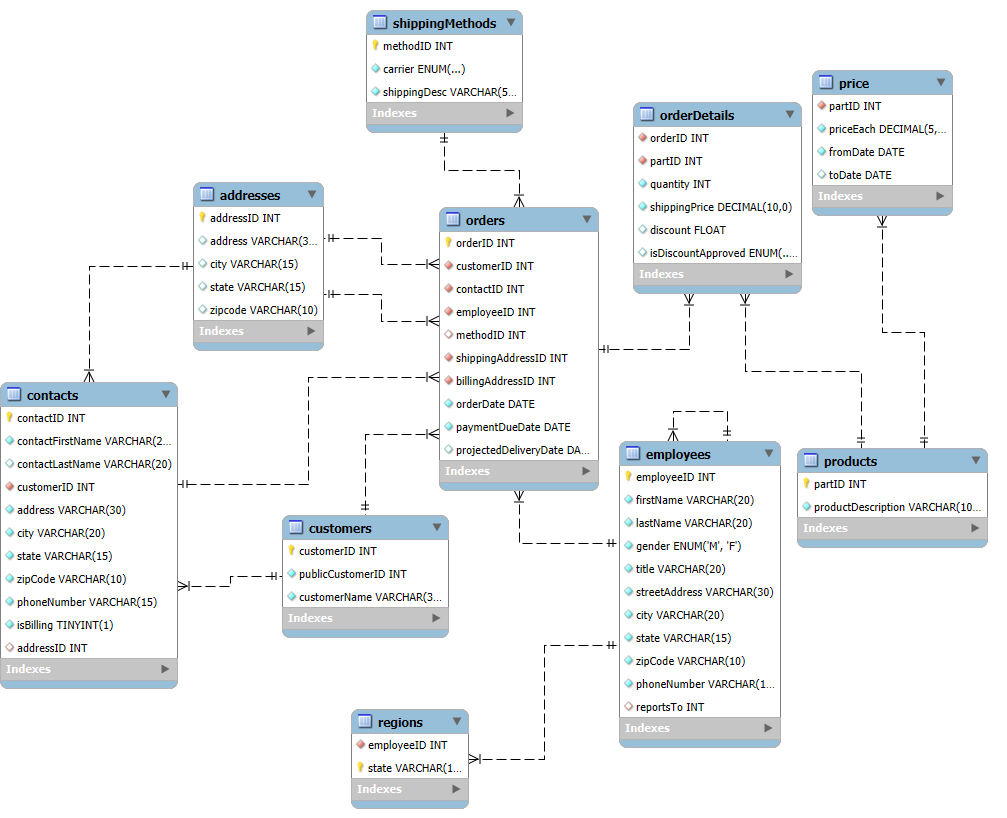 shippingMethods
methodID INT
carrier ENUM(...)
shippingDesc VARCHAR(5...
Indexes
price
partID INT
priceEach DECIMAL(5,...
fromDate DATE
toDate DATE
Indexes
orderDetails
orderID INT
partID INT
quantity INT
shippingPrice DECIMAL(10,0)
discount FLOAT
isDiscountApproved ENUM(...
Indexes
addresses
addressID INT
address VARCHAR(3...
city VARCHAR(15)
state VARCHAR(15)
zipcode VARCHAR(10)
Indexes
orders
orderID INT
customerID INT
contactID INT
employeeID INT
methodID INT
shippingAddressID INT
billingAddressID INT
orderDate DATE
paymentDueDate DATE
projectedDeliveryDate DA...
Indexes
contacts
contactID INT
contactFirstName VARCHAR(2...
contactLastName VARCHAR(20)
customerID INT
address VARCHAR(30)
city VARCHAR(20)
state VARCHAR(15)
zipCode VARCHAR(10)
phoneNumber VARCHAR(15)
isBilling TINYINT(1)
addressID INT
Indexes
employees
employeeID INT
firstName VARCHAR(20)
lastName VARCHAR(20)
gender ENUM('M', 'F')
title VARCHAR(20)
streetAddress VARCHAR(30)
city VARCHAR(20)
state VARCHAR(15)
zipCode VARCHAR(10)
phoneNumber VARCHAR(1...
reportsTo INT
Indexes
products
partID INT
productDescription VARCHAR(10...
Indexes
customers
customerID INT
publicCustomerID INT
customerName VARCHAR(3...
Indexes
regions
employeeID INT
state VARCHAR(1...
Indexes